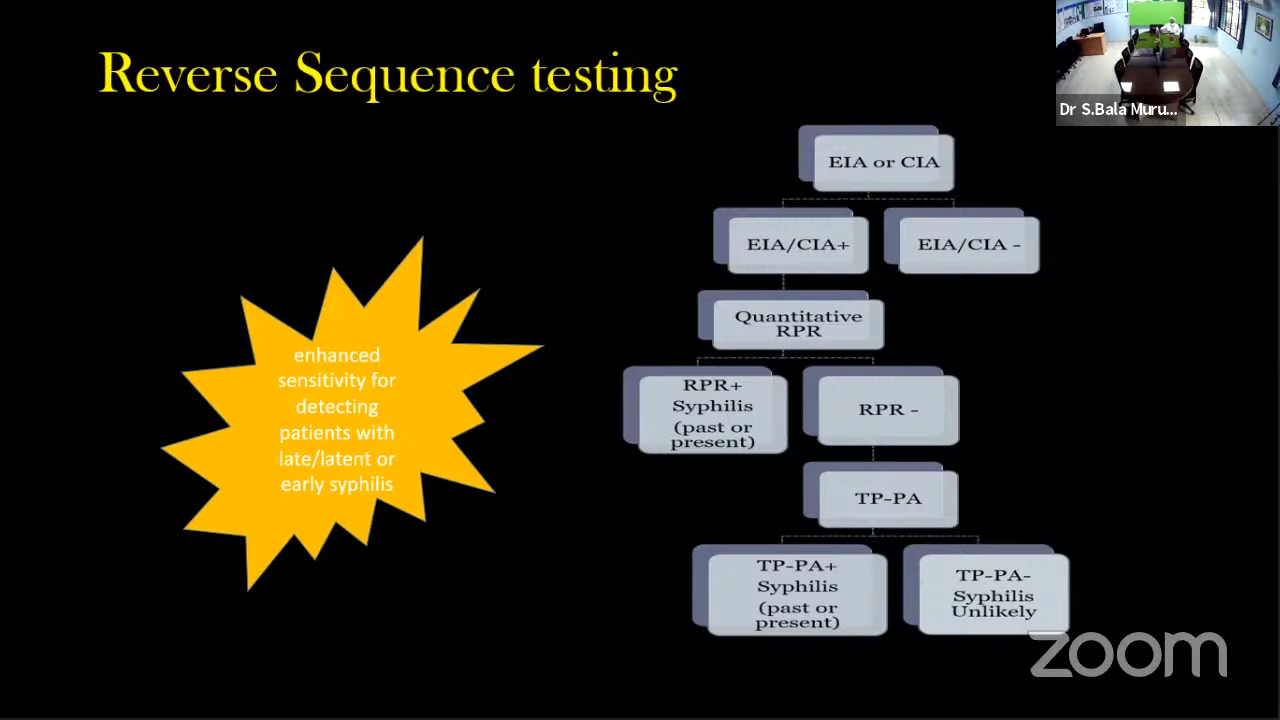 Reverse Sequence testing
Dr S.Bala Muru...
EIA or CIA
EIA/CIA+
EIA/CIA -
Quantitative
RPR
RPR+
Syphilis
(past or
present)
RPR -
TP-PA
TP-PA+
Syphilis
(past or
present)
TP-PA-
Syphilis
Unlikely
enhanced
sensitivity for
detecting
patients with
late/latent or
early syphilis
zoom